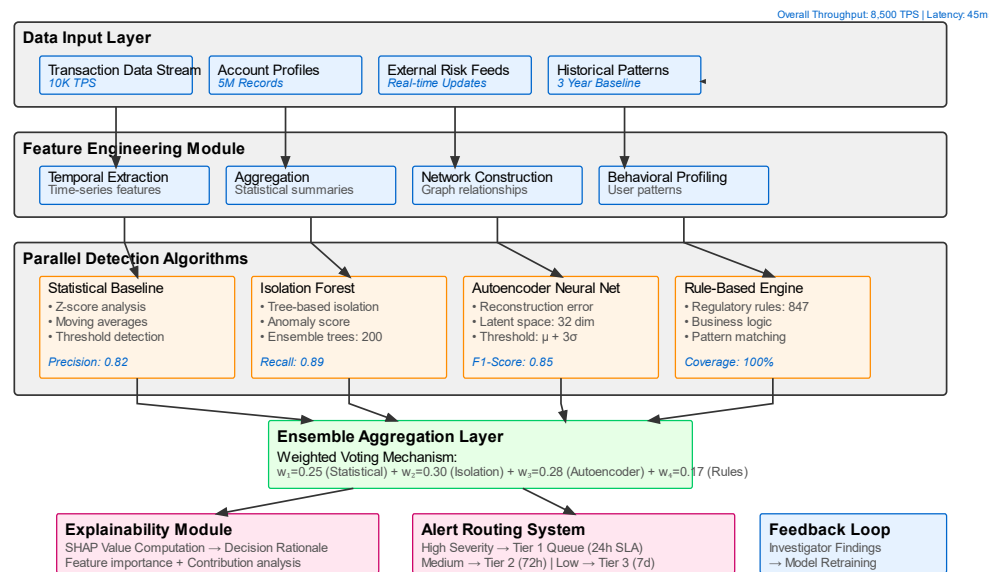 Overall Throughput: 8,500 TPS | Latency: 45m
Data Input Layer
Transaction Data Stream
10K TPS
Account Profiles
5M Records
External Risk Feeds
Real-time Updates
Historical Patterns
3 Year Baseline
Feature Engineering Module
Temporal Extraction
Time-series features
Aggregation
Statistical summaries
Network Construction
Graph relationships
Behavioral Profiling
User patterns
Parallel Detection Algorithms
Statistical Baseline
• Z-score analysis
• Moving averages
• Threshold detection
Precision: 0.82
Isolation Forest
• Tree-based isolation
• Anomaly score
• Ensemble trees: 200
Recall: 0.89
Autoencoder Neural Net
• Reconstruction error
• Latent space: 32 dim
• Threshold: μ + 3σ
F1-Score: 0.85
Rule-Based Engine
• Regulatory rules: 847
• Business logic
• Pattern matching
Coverage: 100%
Ensemble Aggregation Layer
Weighted Voting Mechanism:
w₁=0.25 (Statistical) + w₂=0.30 (Isolation) + w₃=0.28 (Autoencoder) + w₄=0.17 (Rules)
Explainability Module
SHAP Value Computation → Decision Rationale
Feature importance + Contribution analysis
Alert Routing System
High Severity → Tier 1 Queue (24h SLA)
Medium → Tier 2 (72h) | Low → Tier 3 (7d)
Feedback Loop
Investigator Findings
→ Model Retraining